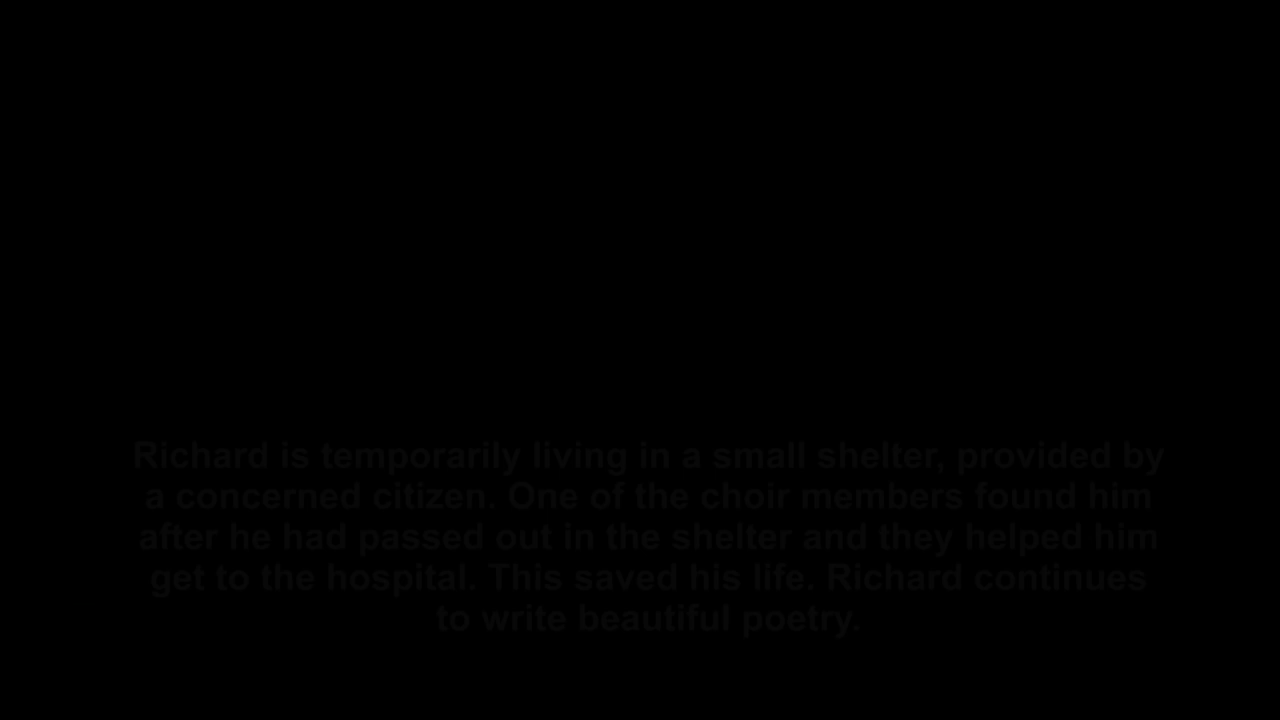 Richard is temporarily living in a small shelter, provided by
a concerned citizen. One of the choir members found him
after he had passed out in the shelter and they helped him
get to the hospital. This saved his life. Richard continues
to write beautiful poetry.